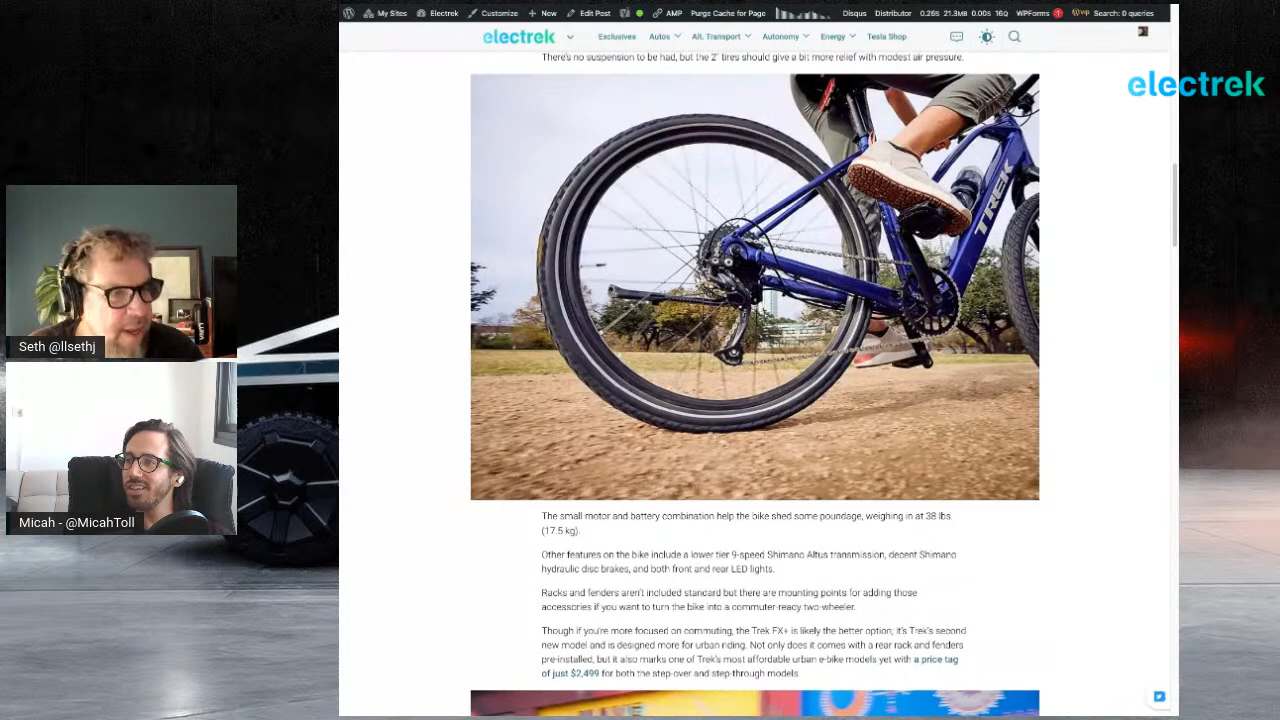 My Sites Electrek Customize New Edit Post AMP Purge Cache for Page Disqus Distributor 0.26S 21.3MB 0.00S 16Q WPForms 1 Search: 0 queries
electrek Exclusives Autos Alt. Transport Autonomy Energy Tesla Shop
There's no suspension to be had, but the 2" tires should give a bit more relief with modest air pressure.
electrek
TREK
Seth @llsethj
Micah - @MicahToll
The small motor and battery combination help the bike shed some poundage, weighing in at 38 lbs
(17.5 kg).
Other features on the bike include a lower tier 9-speed Shimano Altus transmission, decent Shimano
hydraulic disc brakes, and both front and rear LED lights.
Racks and fenders aren't included standard but there are mounting points for adding those
accessories if you want to turn the bike into a commuter-ready two-wheeler.
Though if you're more focused on commuting, the Trek FX+ is likely the better option; it's Trek's second
new model and is designed more for urban riding. Not only does it comes with a rear rack and fenders
pre-installed, but it also marks one of Trek's most affordable urban e-bike models yet with a price tag
of just $2,499 for both the step-over and step-through models.